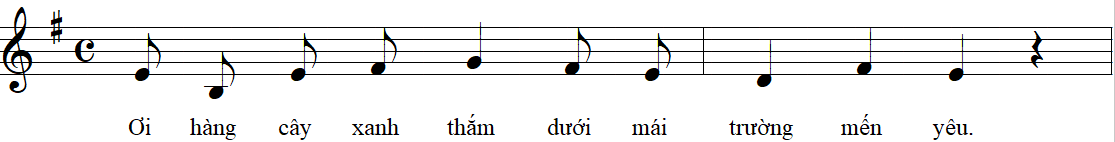 Ơi hàng cây xanh thắm dưới mái trường mến yêu.